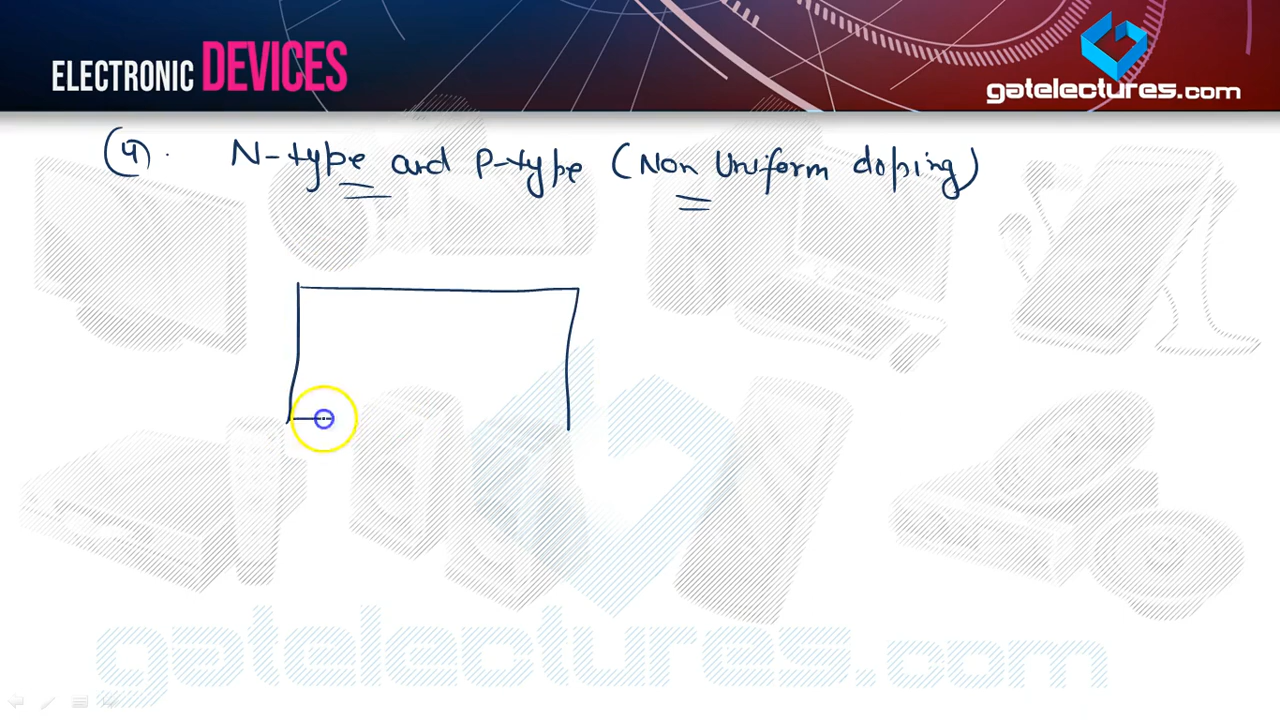 ELECTRONIC DEVICES
gatelectures.com
(4). N-type and P-type (Non Uniform doping)
gatelectures.com